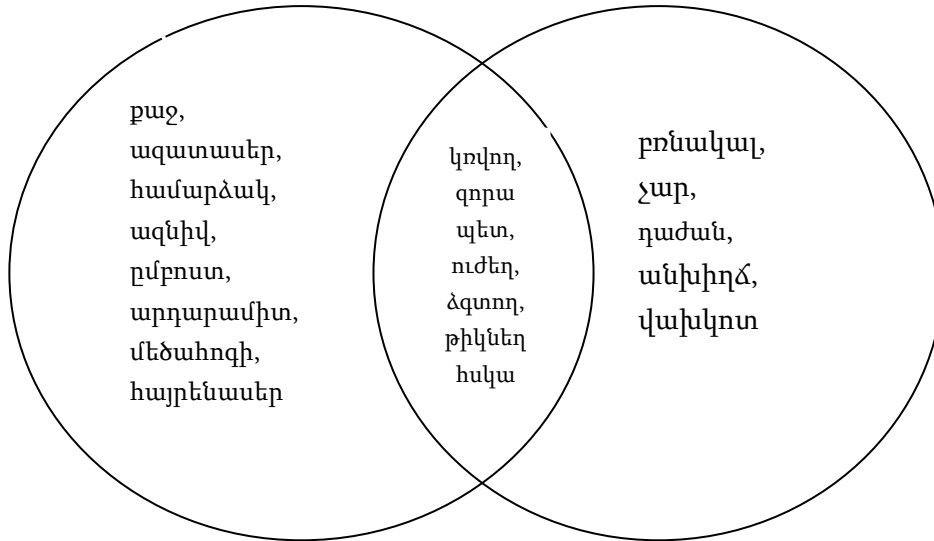 քաջ,
ազատասեր,
համարձակ,
ազնիվ,
ըմբոստ,
արդարամիտ,
մեծահոգի,
հայրենասեր
կռվող,
զորա
պետ,
ուժեղ,
ձգտող,
թիկնեղ
հսկա
բռնակալ,
չար,
դաժան,
անխիղճ,
վախկոտ